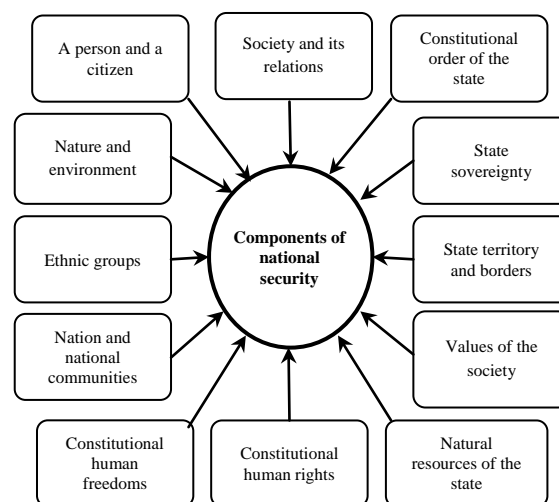 A person and a
citizen
Society and its
relations
Constitutional
order of the
state
Nature and
environment
State
sovereignty
Ethnic groups
Components of
national
security
State territory
and borders
Nation and
national
communities
Values of the
society
Constitutional
human
freedoms
Constitutional
human rights
Natural
resources of the
state